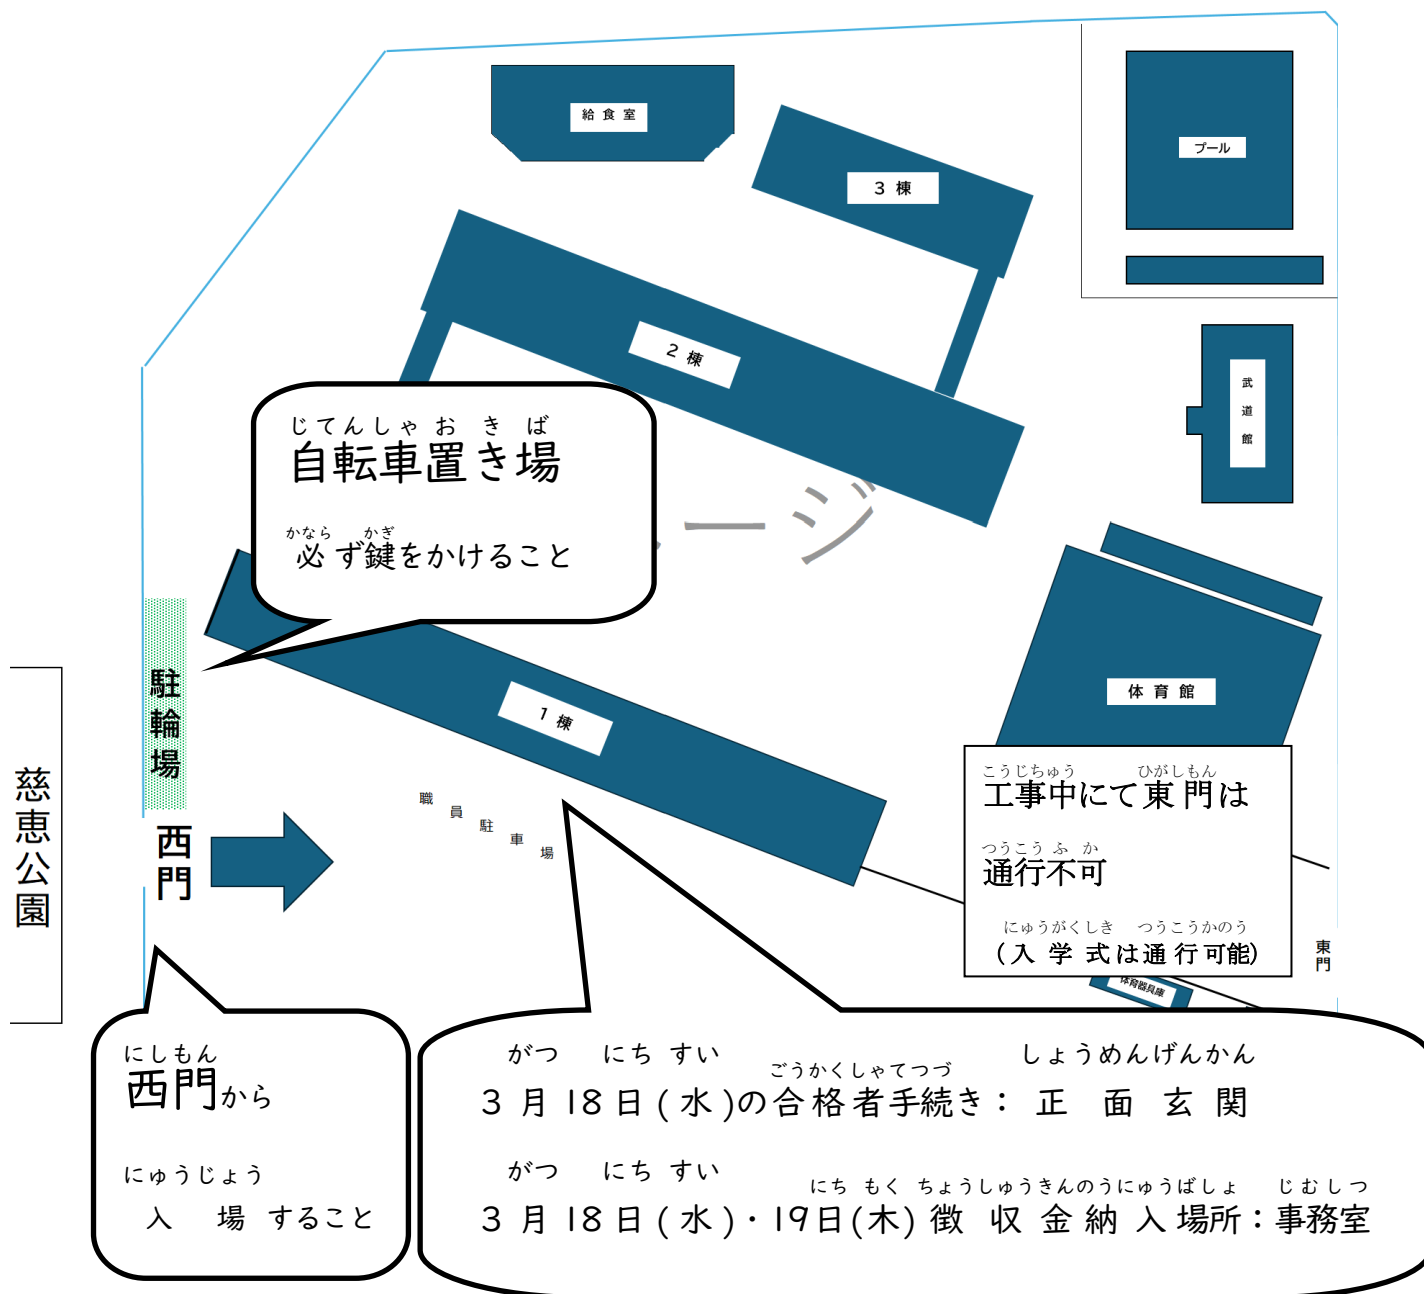 給食室
3棟
プール
2棟
武道館
じてんしゃおきば
自転車置き場
かなら かぎ
必ず鍵をかけること
ージ
駐輪場
体育館
1棟
慈恵公園
西門
職員駐車場
こうじちゅう ひがしもん
工事中にて東門は
つうこうふか
通行不可
にゅうがくしき つうこうかのう
(入学式は通行可能)
東門
体育器具庫
にしもん
西門から
にゅうじょう
入場すること
がつ にち すい ごうかくしゃてつづ しょうめんげんかん
3月18日(水)の合格者手続き：正面玄関
がつ にち すい にち もく ちょうしゅうきんのうにゅうばしょ じむしつ
3月18日(水)・19日(木)徴収金納入場所：事務室